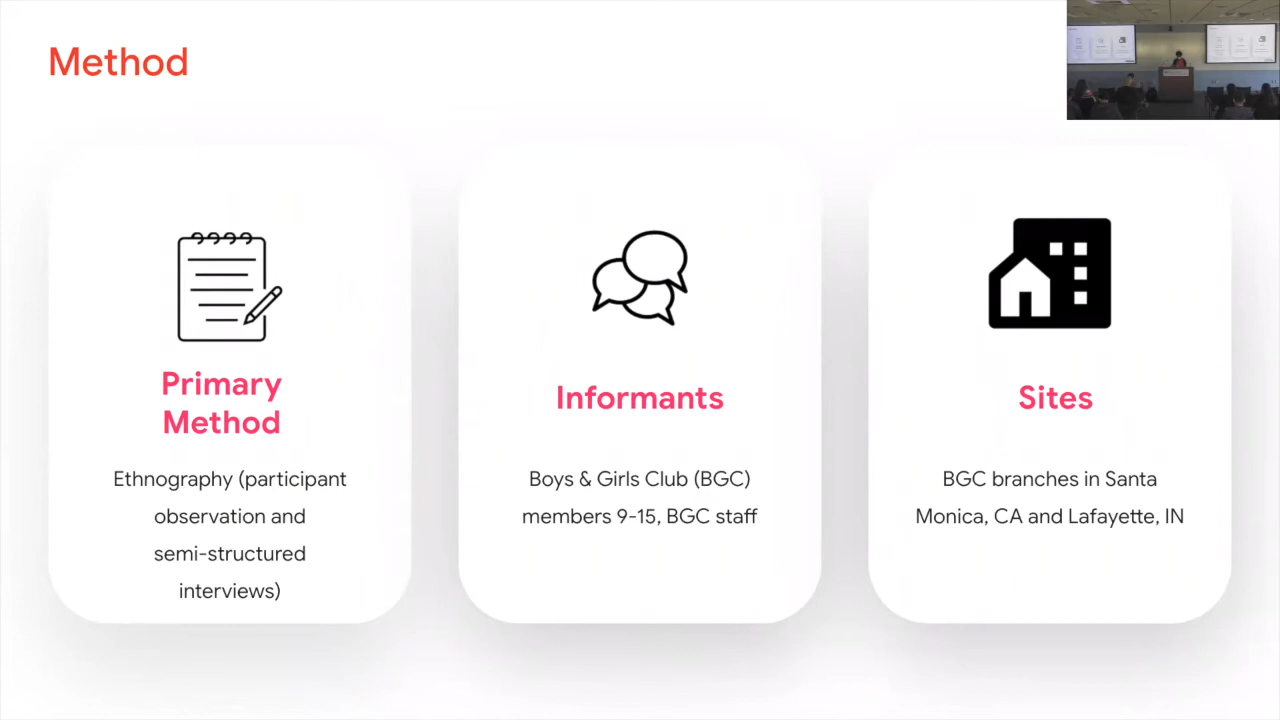 Method
Primary
Method
Ethnography (participant
observation and
semi-structured
interviews)
Informants
Boys & Girls Club (BGC)
members 9-15, BGC staff
Sites
BGC branches in Santa
Monica, CA and Lafayette, IN